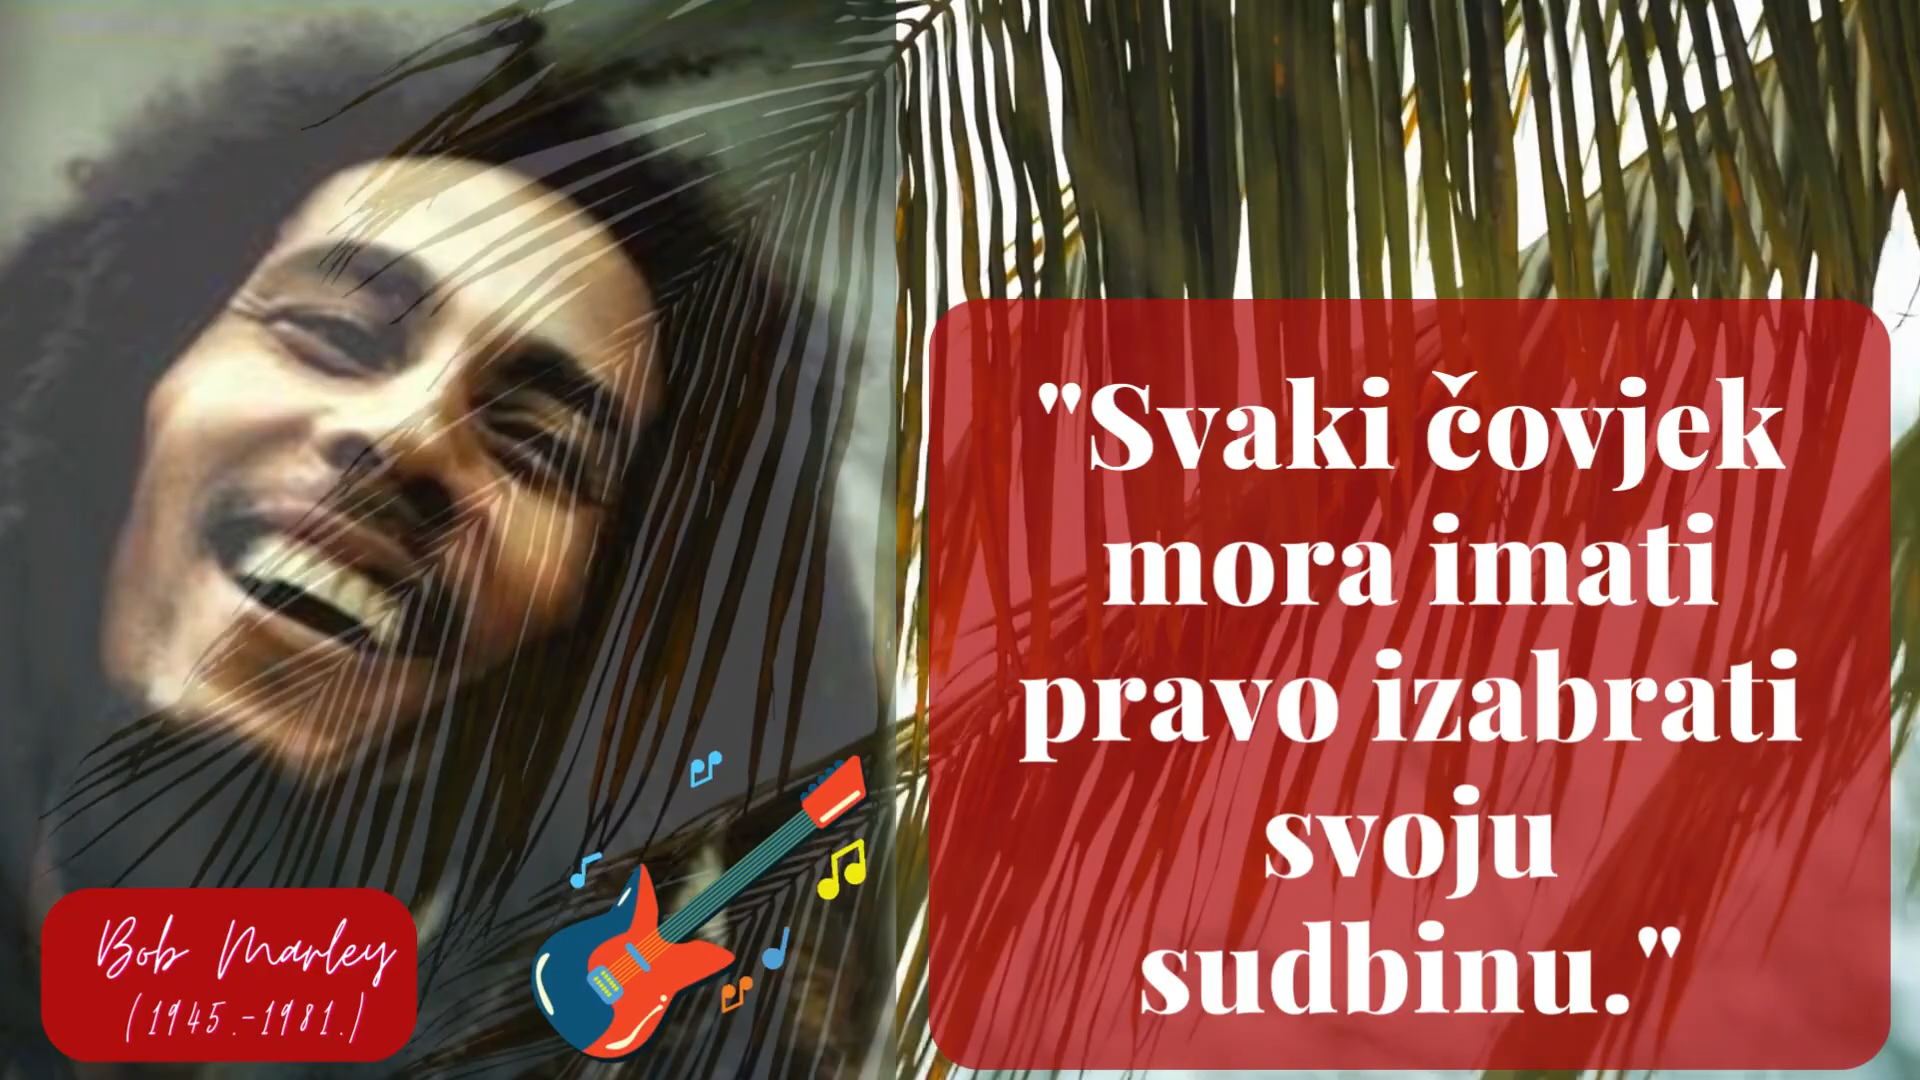 "Svaki čovjek
mora imati
pravo izabrati
svoju
sudbinu."
Bob Marley
(1945.-1981.)